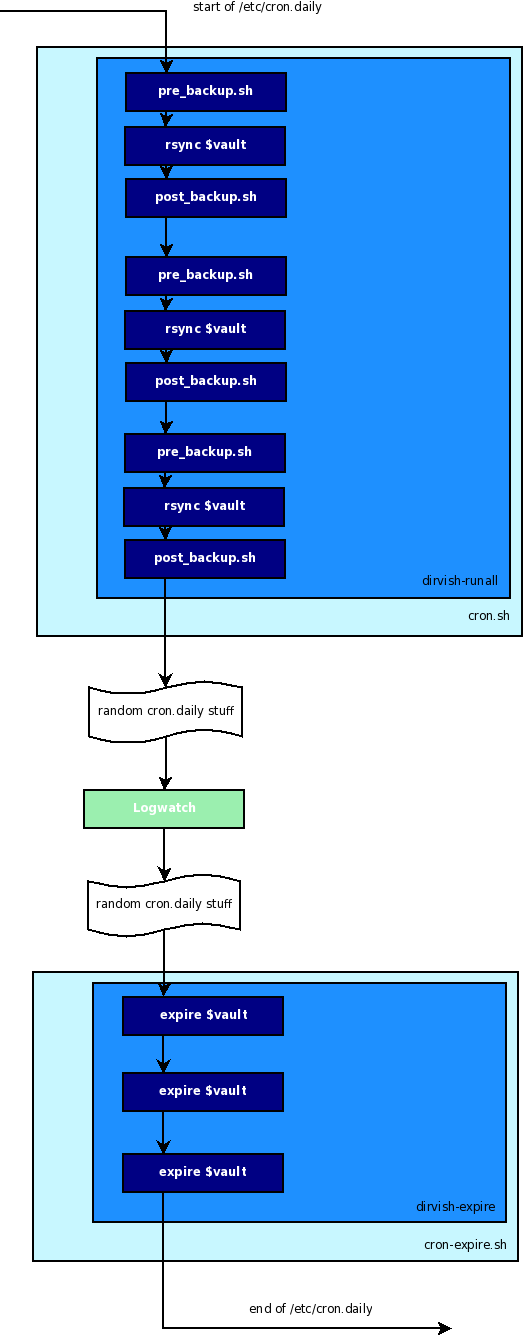 start of /etc/cron.daily
pre_backup.sh
rsync $vault
post_backup.sh
pre_backup.sh
rsync $vault
post_backup.sh
pre_backup.sh
rsync $vault
post_backup.sh
dirvish-runall
cron.sh
random cron.daily stuff
Logwatch
random cron.daily stuff
expire $vault
expire $vault
expire $vault
dirvish-expire
cron-expire.sh
end of /etc/cron.daily